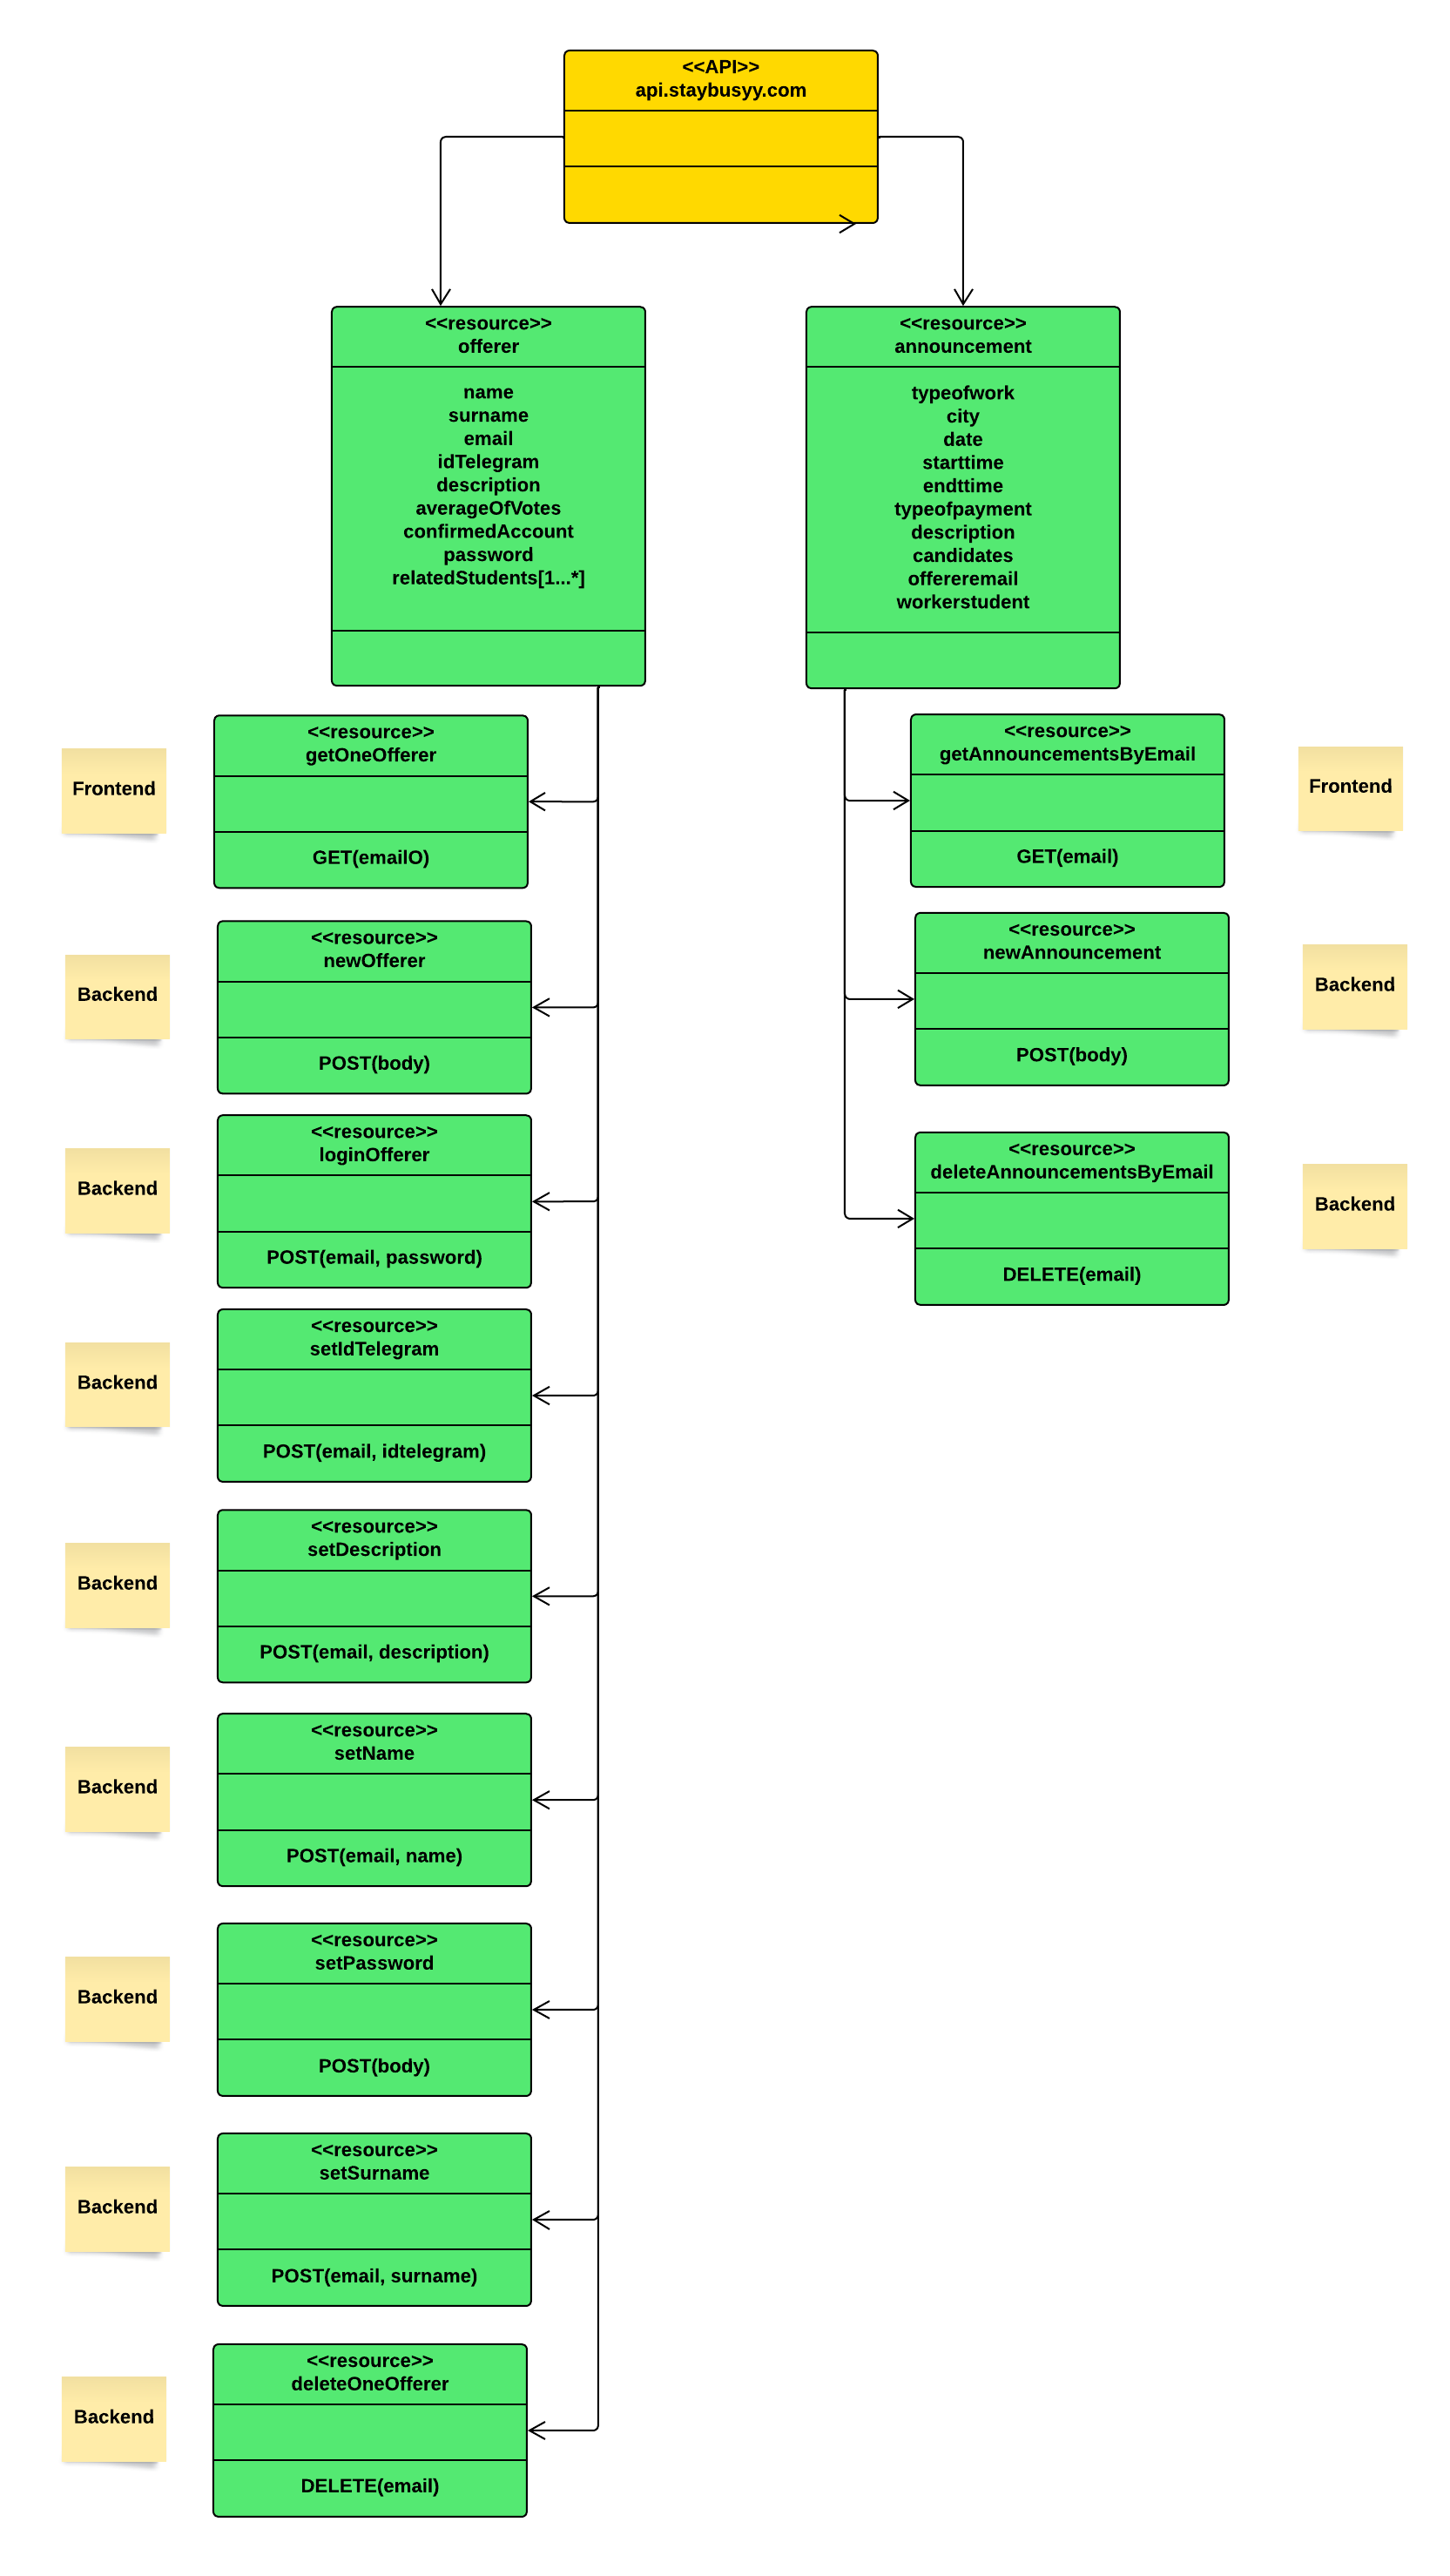 <<API>>
api.staybusyy.com
<<resource>>
offerer
name
surname
email
idTelegram
description
averageOfVotes
confirmedAccount
password
relatedStudents[1...*]
<<resource>>
announcement
typeofwork
city
date
starttime
endttime
typeofpayment
description
candidates
offereremail
workerstudent
Frontend
<<resource>>
getOneOfferer
GET(emailO)
Backend
<<resource>>
newOfferer
POST(body)
Backend
<<resource>>
loginOfferer
POST(email, password)
Backend
<<resource>>
setIdTelegram
POST(email, idtelegram)
Backend
<<resource>>
setDescription
POST(email, description)
Backend
<<resource>>
setName
POST(email, name)
Backend
<<resource>>
setPassword
POST(body)
Backend
<<resource>>
setSurname
POST(email, surname)
Backend
<<resource>>
deleteOneOfferer
DELETE(email)
<<resource>>
getAnnouncementsByEmail
GET(email)
Frontend
<<resource>>
newAnnouncement
POST(body)
Backend
<<resource>>
deleteAnnouncementsByEmail
DELETE(email)
Backend